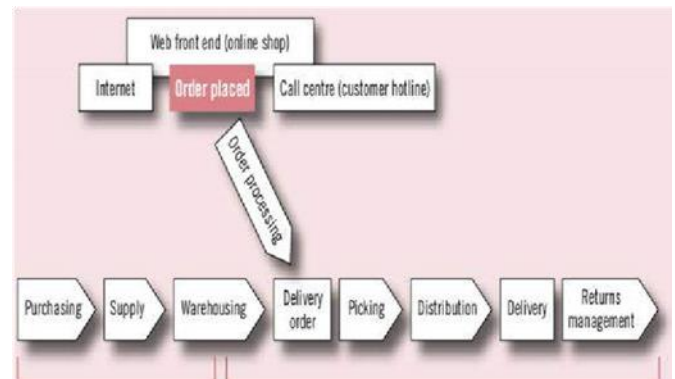 Web front end (online shop)
Internet
Order placed
Call centre (customer hotline)
Order processing
Purchasing
Supply
Warehousing
Delivery
order
Picking
Distribution
Delivery
Returns
management